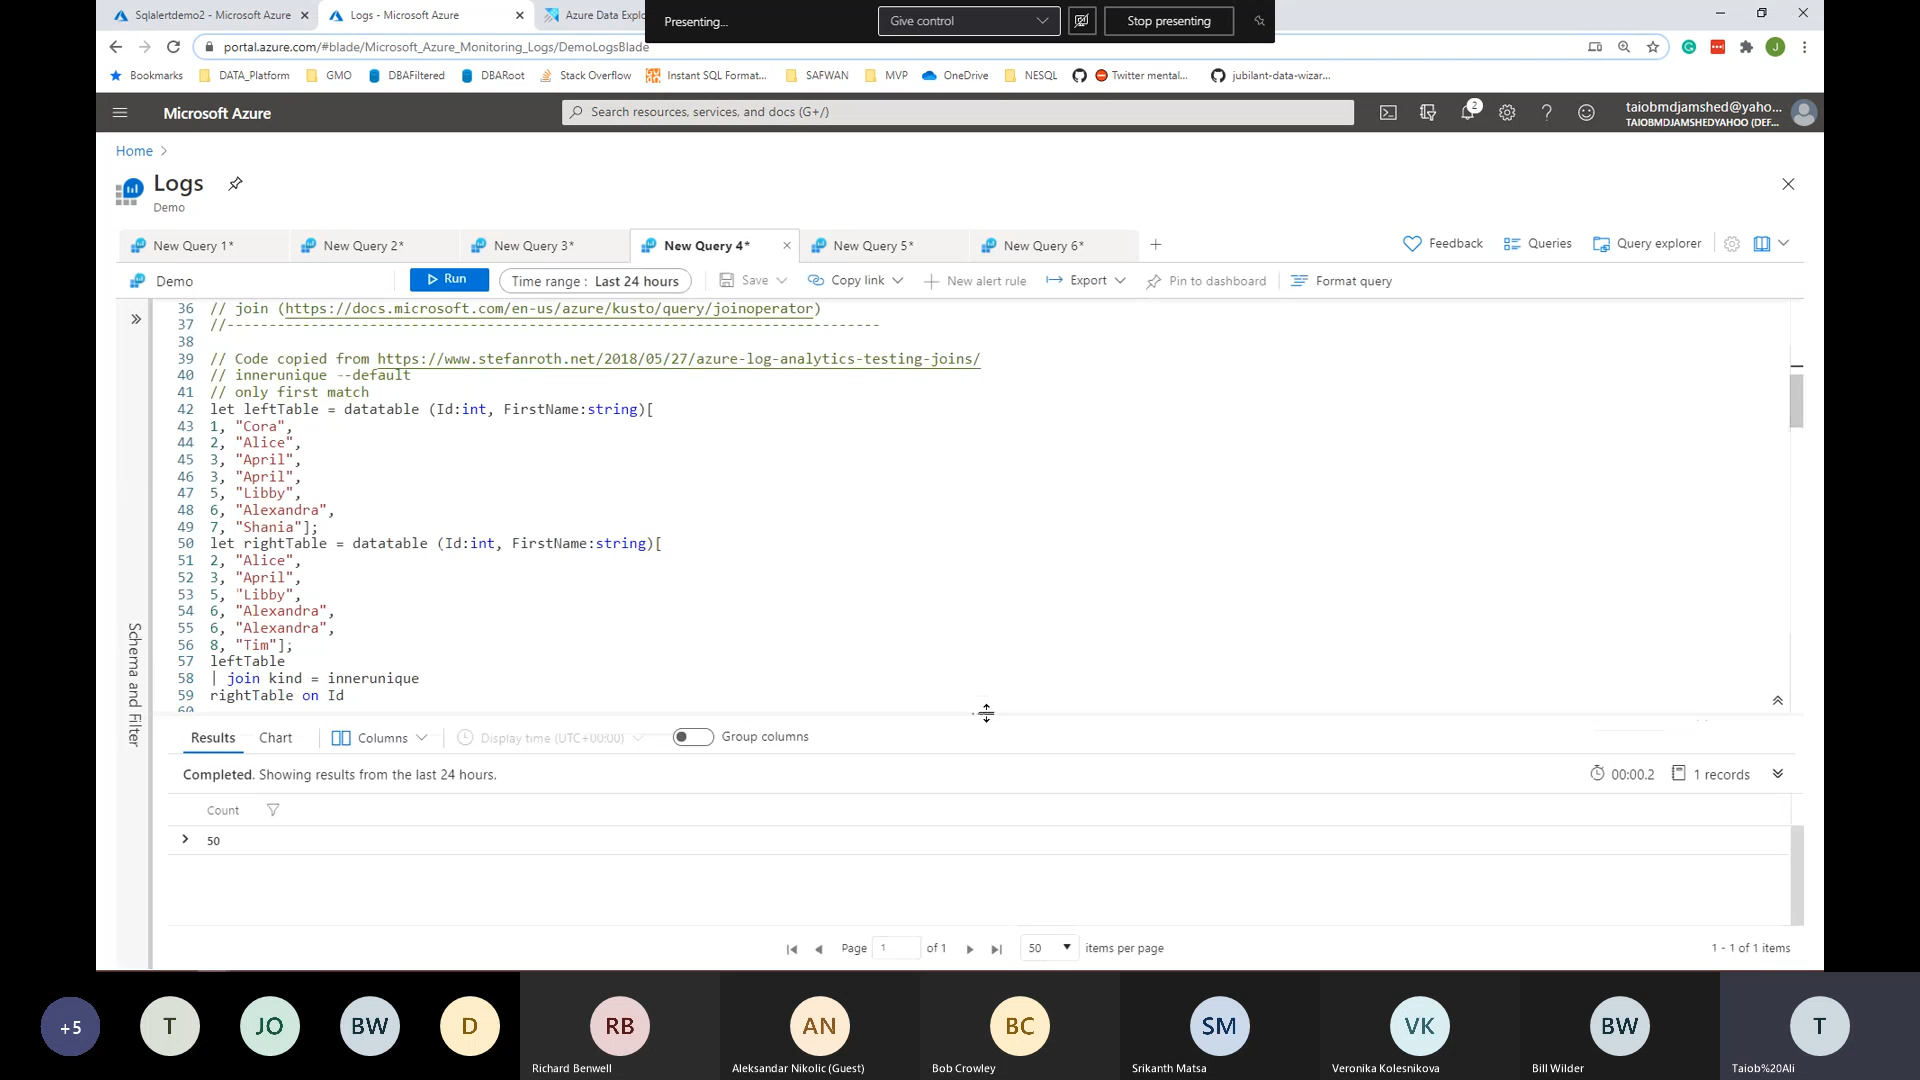 Sqlalertdemo2 - Microsoft Azure
Logs - Microsoft Azure
Azure Data Explo
Presenting...
Give control
Stop presenting
portal.azure.com/#blade/Microsoft_Azure_Monitoring_Logs/DemoLogsBlade
J
Bookmarks
DATA_Platform
GMO
DBAFiltered
DBARoot
Stack Overflow
Instant SQL Format...
SAFWAN
MVP
OneDrive
NESQL
Twitter mental...
jubilant-data-wizar...
Microsoft Azure
Search resources, services, and docs (G+/)
2
taiobmdjamshed@yaho...
TAIOBMDJAMSHEDYAHOO (DEF...
Home
Logs
Demo
New Query 1*
New Query 2*
New Query 3*
New Query 4*
New Query 5*
New Query 6*
Feedback
Queries
Query explorer
Demo
Run
Time range : Last 24 hours
Save
Copy link
New alert rule
Export
Pin to dashboard
Format query
Schema and Filter
36 // join (https://docs.microsoft.com/en-us/azure/kusto/query/joinoperator)
37 //------------------------------------------------------------------------------
38
39 // Code copied from https://www.stefanroth.net/2018/05/27/azure-log-analytics-testing-joins/
40 // innerunique --default
41 // only first match
42 let leftTable = datatable (Id:int, FirstName:string)[
43 1, "Cora",
44 2, "Alice",
45 3, "April",
46 3, "April",
47 5, "Libby",
48 6, "Alexandra",
49 7, "Shania"];
50 let rightTable = datatable (Id:int, FirstName:string)[
51 2, "Alice",
52 3, "April",
53 5, "Libby",
54 6, "Alexandra",
55 6, "Alexandra",
56 8, "Tim"];
57 leftTable
58 | join kind = innerunique
59 rightTable on Id
60
Results
Chart
Columns
Display time (UTC+00:00)
Group columns
Completed. Showing results from the last 24 hours.
00:00.2
1 records
Count
50
Page 1 of 1
50 items per page
1 - 1 of 1 items
+5
T
JO
BW
D
RB
Richard Benwell
AN
Aleksandar Nikolic (Guest)
BC
Bob Crowley
SM
Srikanth Matsa
VK
Veronika Kolesnikova
BW
Bill Wilder
T
Taiob%20Ali